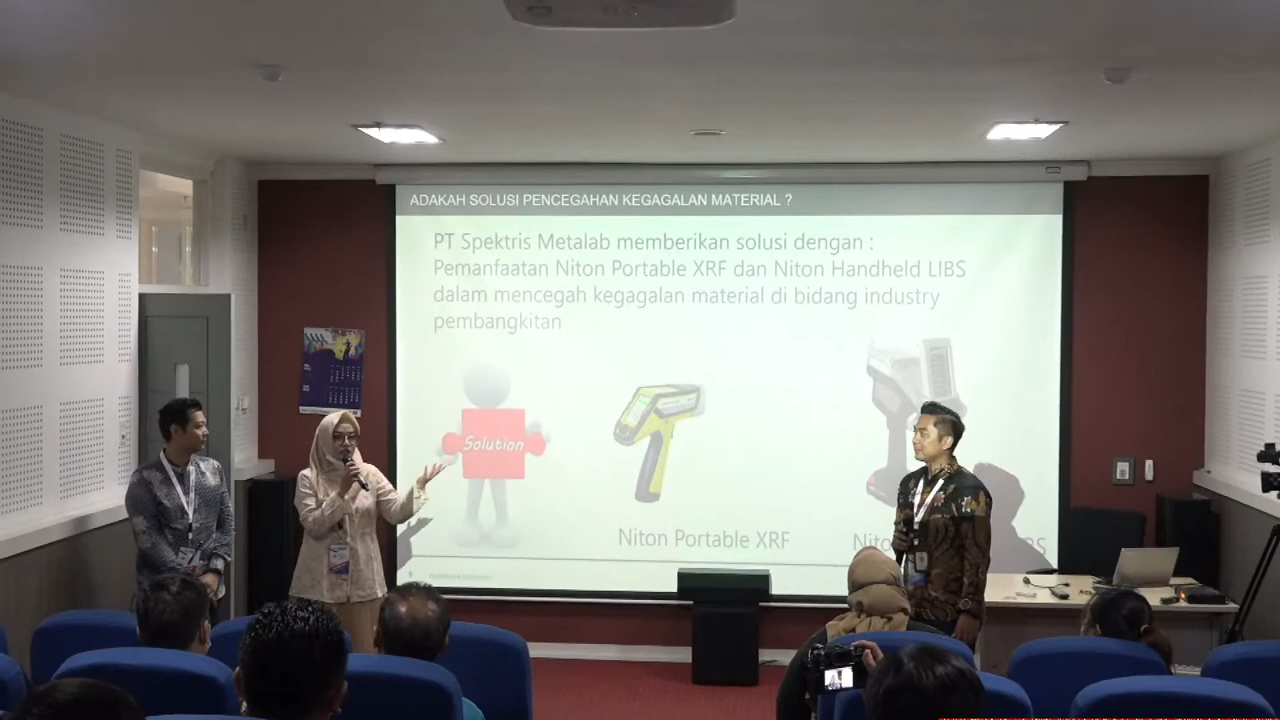 ADAKAH SOLUSI PENCEGAHAN KEGAGALAN MATERIAL ?
PT Spektris Metalab memberikan solusi dengan :
Pemanfaatan Niton Portable XRF dan Niton Handheld LIBS
dalam mencegah kegagalan material di bidang industry
pembangkitan
Solution
Niton Portable XRF